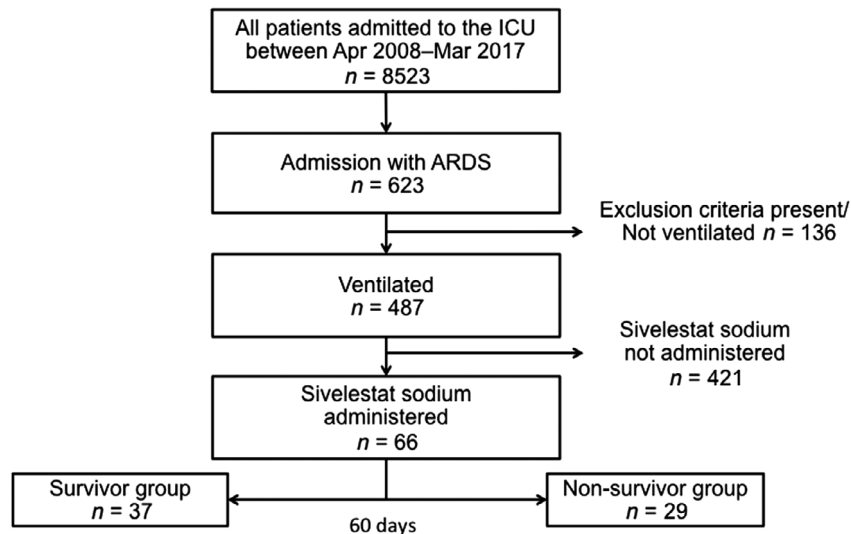 All patients admitted to the ICU
between Apr 2008–Mar 2017
n = 8523
Admission with ARDS
n = 623
Exclusion criteria present/
Not ventilated n = 136
Ventilated
n = 487
Sivelestat sodium
not administered
n = 421
Sivelestat sodium
administered
n = 66
Survivor group
n = 37
60 days
Non-survivor group
n = 29